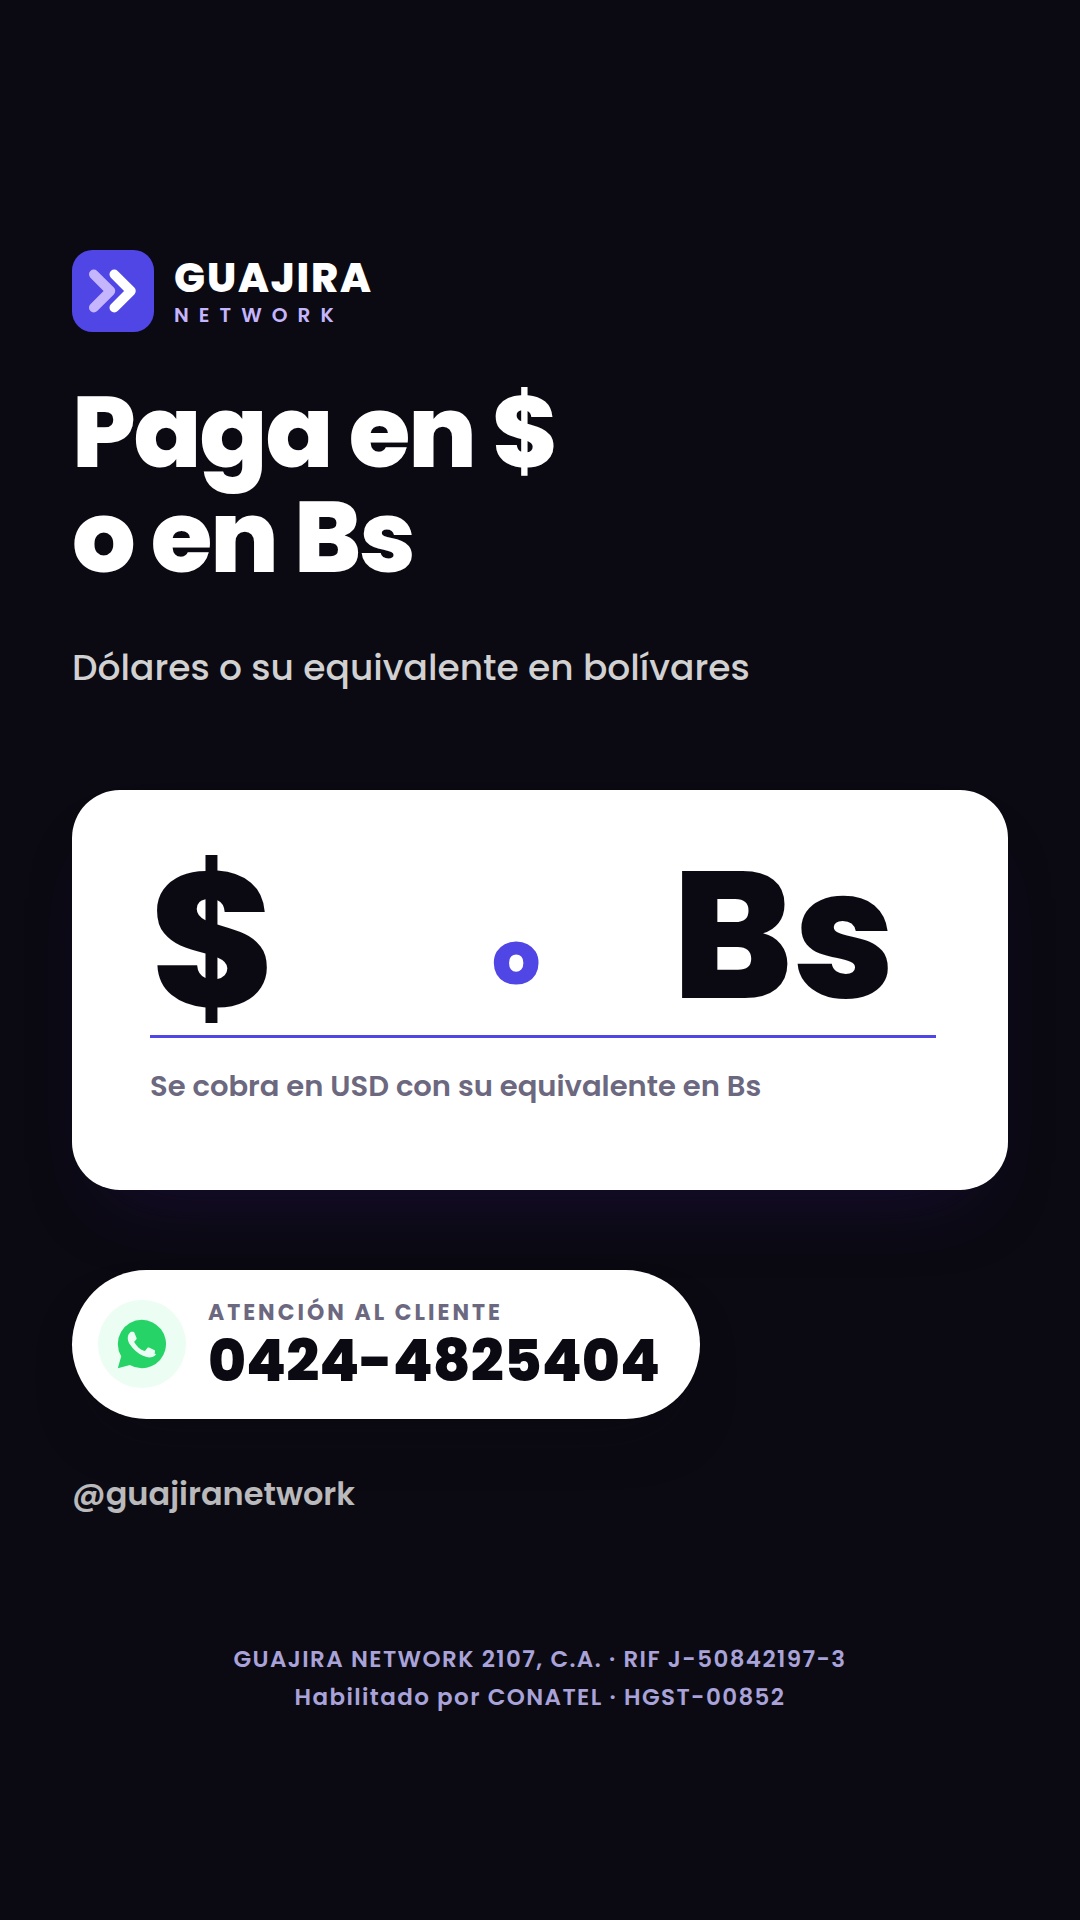 GUAJIRA
NETWORK
Paga en $
o en Bs
Dólares o su equivalente en bolívares
$ o Bs
Se cobra en USD con su equivalente en Bs
ATENCIÓN AL CLIENTE
0424-4825404
@guajiranetwork
GUAJIRA NETWORK 2107, C.A. · RIF J-50842197-3
Habilitado por CONATEL · HGST-00852